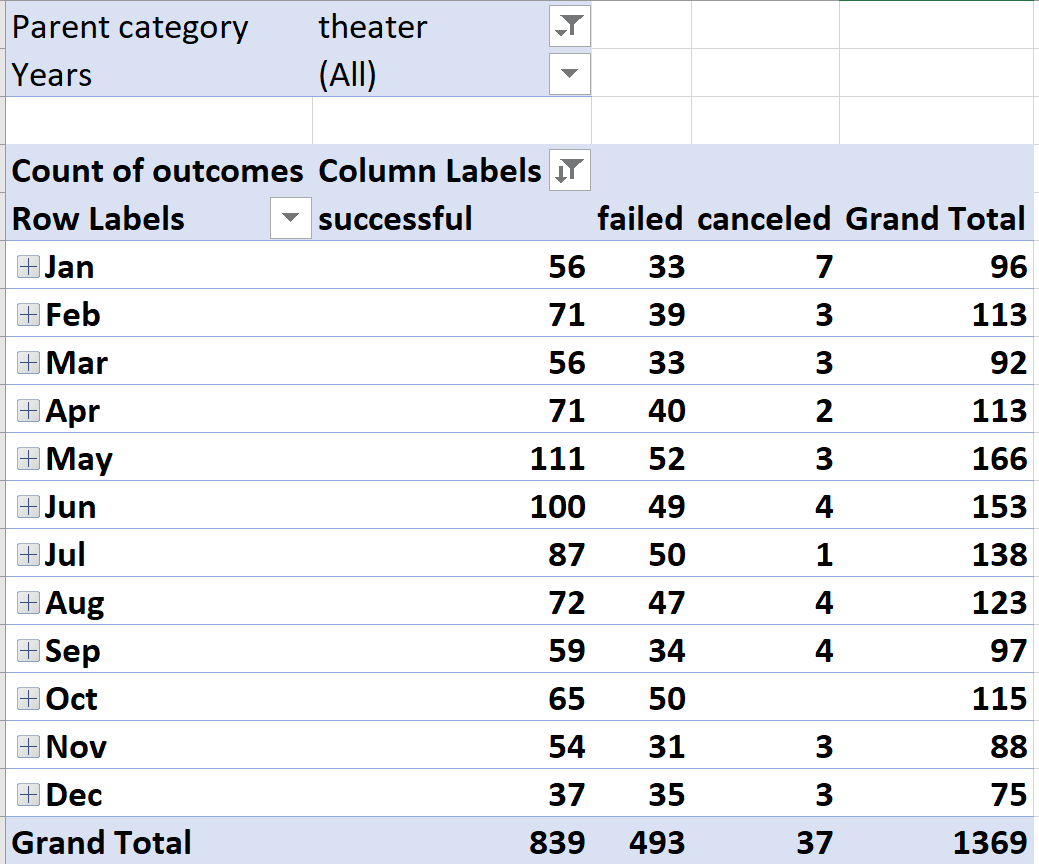 Parent category theater
Years (All)
Count of outcomes Column Labels
Row Labels successful failed canceled Grand Total
Jan 56 33 7 96
Feb 71 39 3 113
Mar 56 33 3 92
Apr 71 40 2 113
May 111 52 3 166
Jun 100 49 4 153
Jul 87 50 1 138
Aug 72 47 4 123
Sep 59 34 4 97
Oct 65 50 115
Nov 54 31 3 88
Dec 37 35 3 75
Grand Total 839 493 37 1369